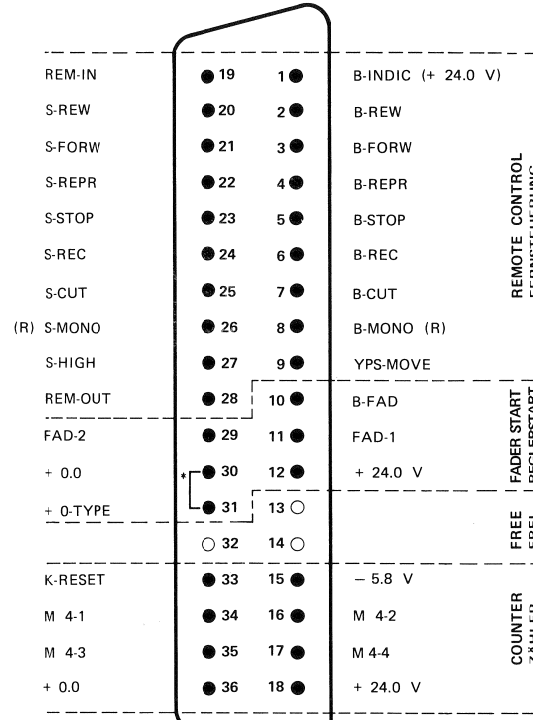 REM-IN 19 1 B-INDIC (+ 24.0 V)
S-REW 20 2 B-REW
S-FORW 21 3 B-FORW
S-REPR 22 4 B-REPR
S-STOP 23 5 B-STOP
S-REC 24 6 B-REC
S-CUT 25 7 B-CUT
(R) S-MONO 26 8 B-MONO (R)
S-HIGH 27 9 YPS-MOVE
REM-OUT 28 10 B-FAD
FAD-2 29 11 FAD-1
+ 0.0 * 30 12 + 24.0 V
+ 0-TYPE 31 13
32 14
K-RESET 33 15 – 5.8 V
M 4-1 34 16 M 4-2
M 4-3 35 17 M 4-4
+ 0.0 36 18 + 24.0 V
REMOTE CONTROL
FADER START
FREE
COUNTER